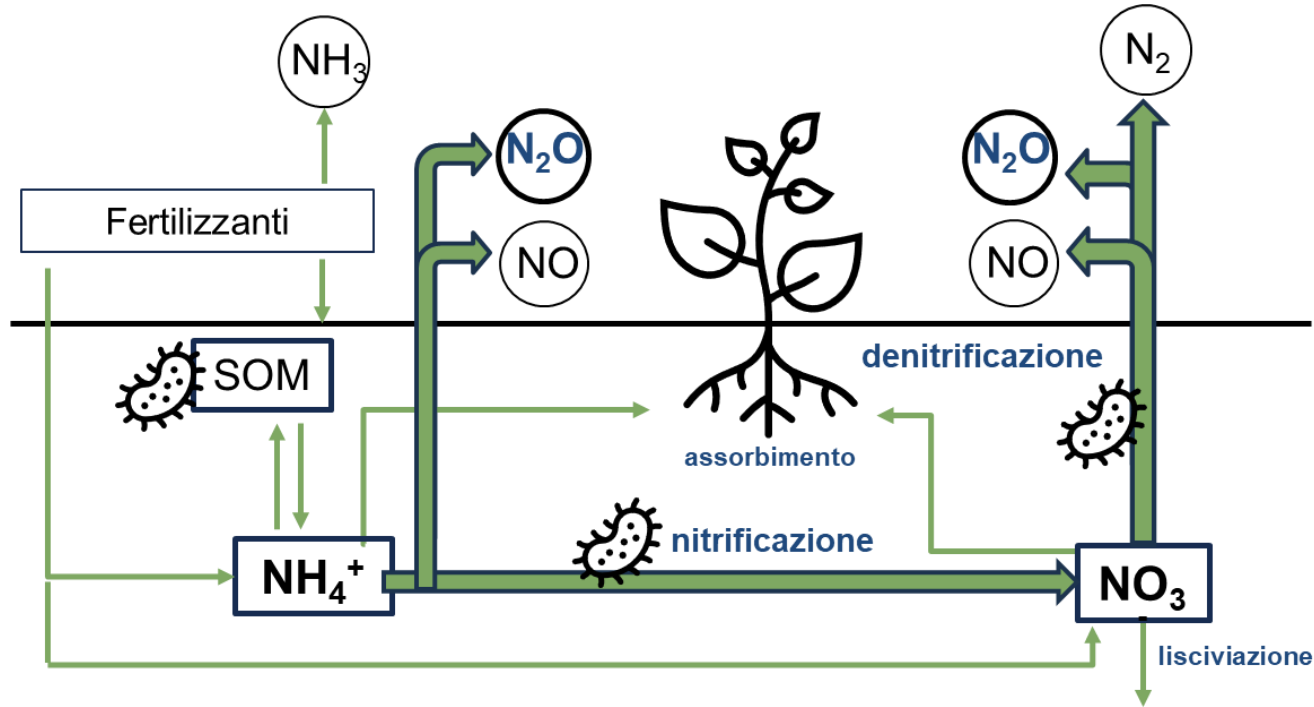 NH₃
N₂
N₂O
N₂O
Fertilizzanti
NO
NO
SOM
denitrificazione
assorbimento
nitrificazione
NH₄⁺
NO₃
lisciviazione